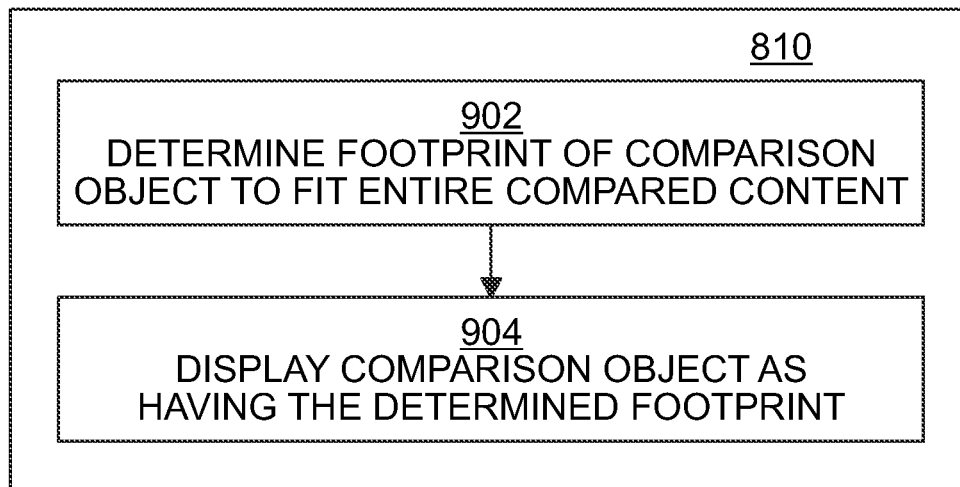 810
902
DETERMINE FOOTPRINT OF COMPARISON
OBJECT TO FIT ENTIRE COMPARED CONTENT
904
DISPLAY COMPARISON OBJECT AS
HAVING THE DETERMINED FOOTPRINT